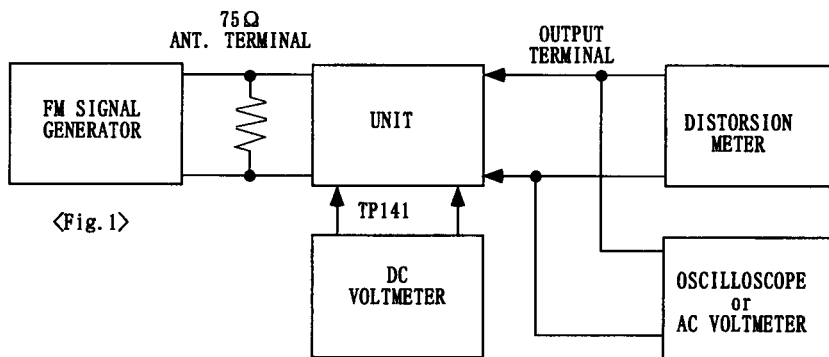 75Ω
ANT. TERMINAL
OUTPUT
TERMINAL
FM SIGNAL
GENERATOR
UNIT
DISTORSION
METER
<Fig.1>
TP141
DC
VOLTMETER
OSCILLOSCOPE
or
AC VOLTMETER